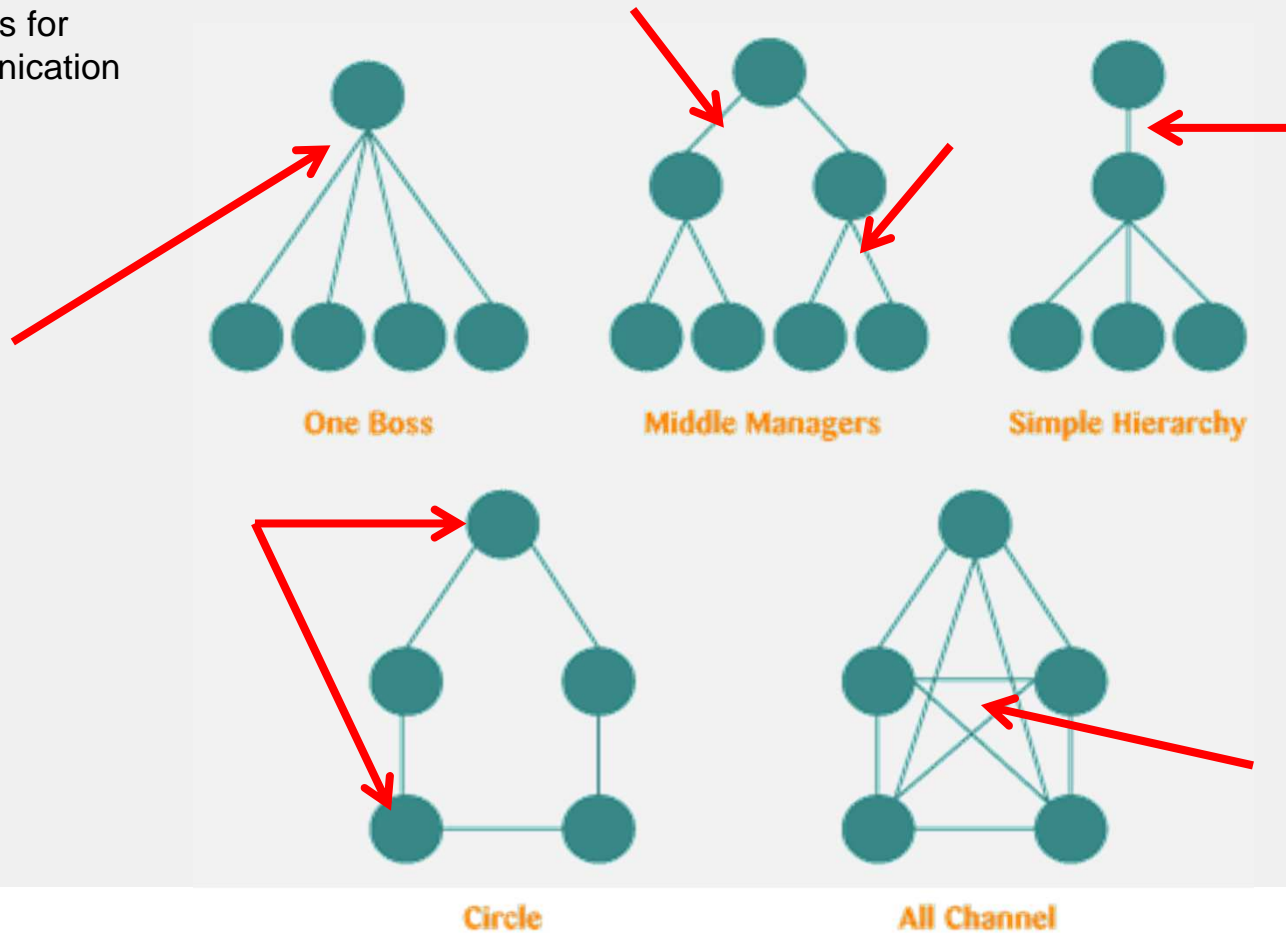 s for
nication
One Boss
Middle Managers
Simple Hierarchy
Circle
All Channel